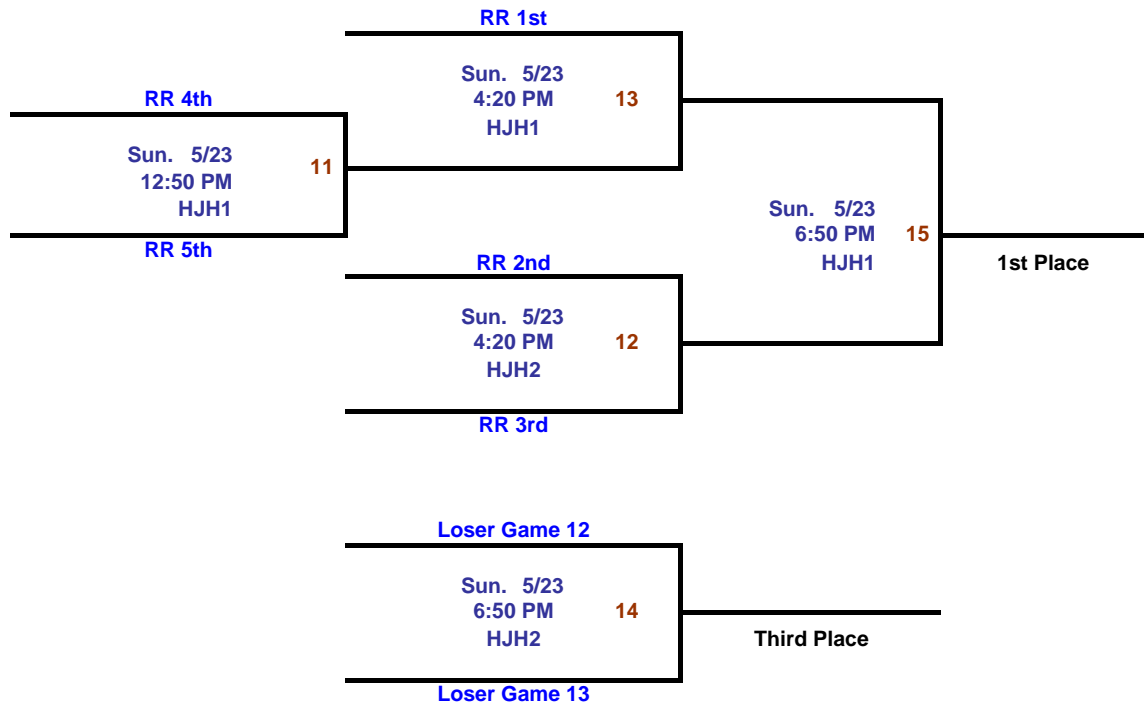 RR 1st
Sun. 5/23
4:20 PM 13
HJH1
RR 4th
Sun. 5/23
12:50 PM 11
HJH1
RR 5th
Sun. 5/23
6:50 PM 15
HJH1
1st Place
RR 2nd
Sun. 5/23
4:20 PM 12
HJH2
RR 3rd
Loser Game 12
Sun. 5/23
6:50 PM 14
HJH2
Third Place
Loser Game 13